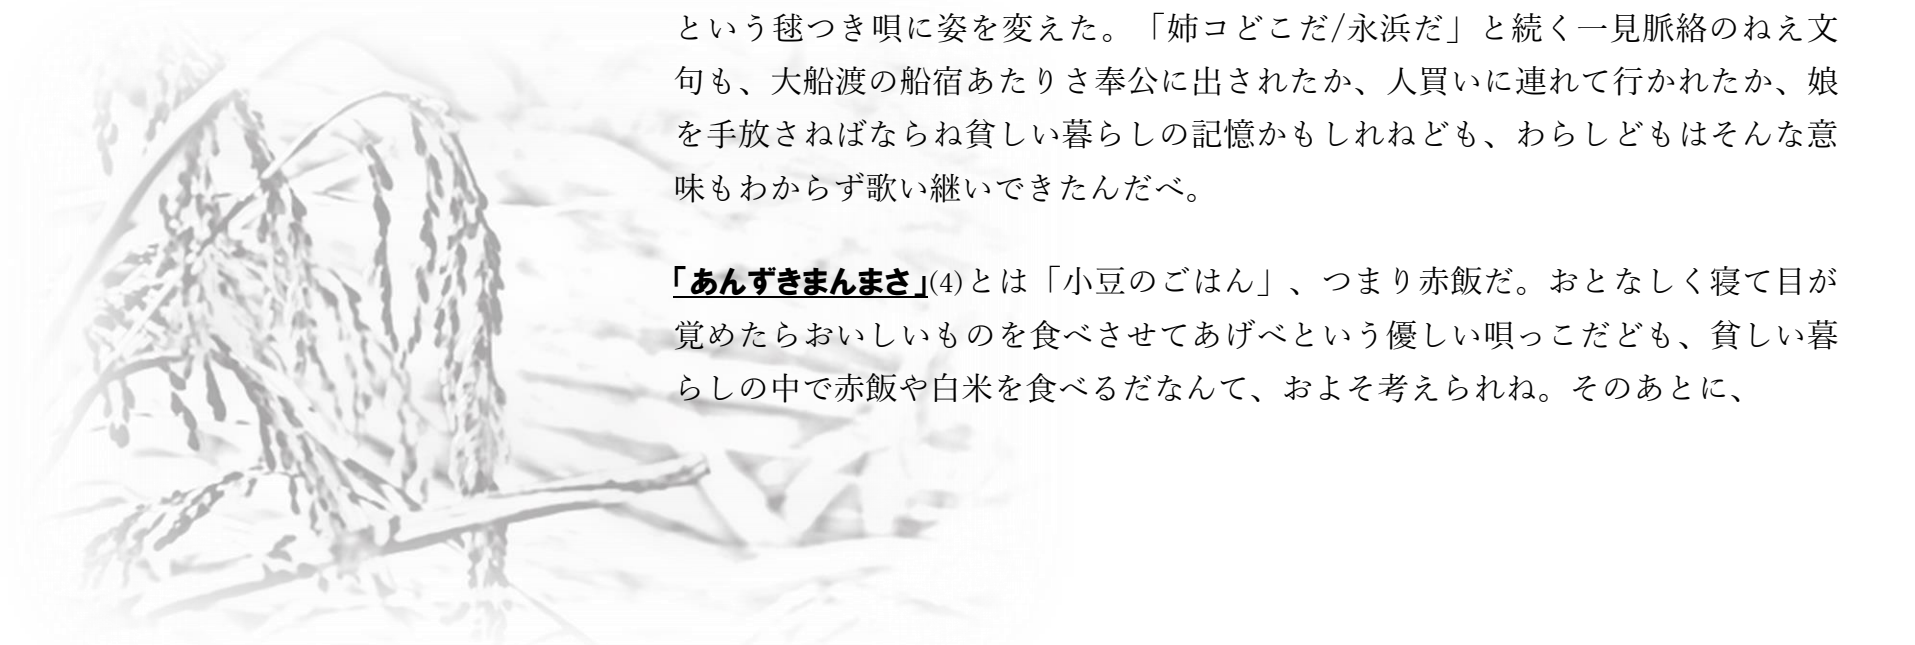 という毬つき唄に姿を変えた。「姉コどこだ/永浜だ」と続く一見脈絡のねえ文
句も、大船渡の船宿あたりさ奉公に出されたか、人買いに連れて行かれたか、娘
を手放さねばならね貧しい暮らしの記憶かもしれねども、わらしどもはそんな意
味もわからず歌い継いできたんだべ。
「あんずきまんまさ」(4)とは「小豆のごはん」、つまり赤飯だ。おとなしく寝て目が
覚めたらおいしいものを食べさせてあげべという優しい唄っこだども、貧しい暮
らしの中で赤飯や白米を食べるだなんて、およそ考えられね。そのあとに、